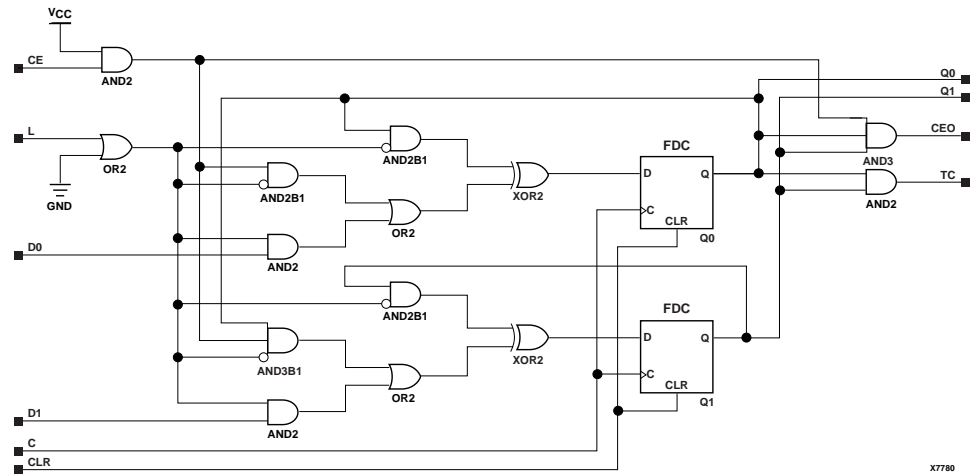 VCC
CE
AND2
Q0
Q1
L
OR2
GND
AND2B1
AND2B1
XOR2
FDC
D
Q
C
CLR
Q0
CEO
AND3
TC
AND2
OR2
D0
AND2
AND2B1
XOR2
FDC
D
Q
C
CLR
Q1
AND3B1
OR2
D1
AND2
C
CLR
X7780